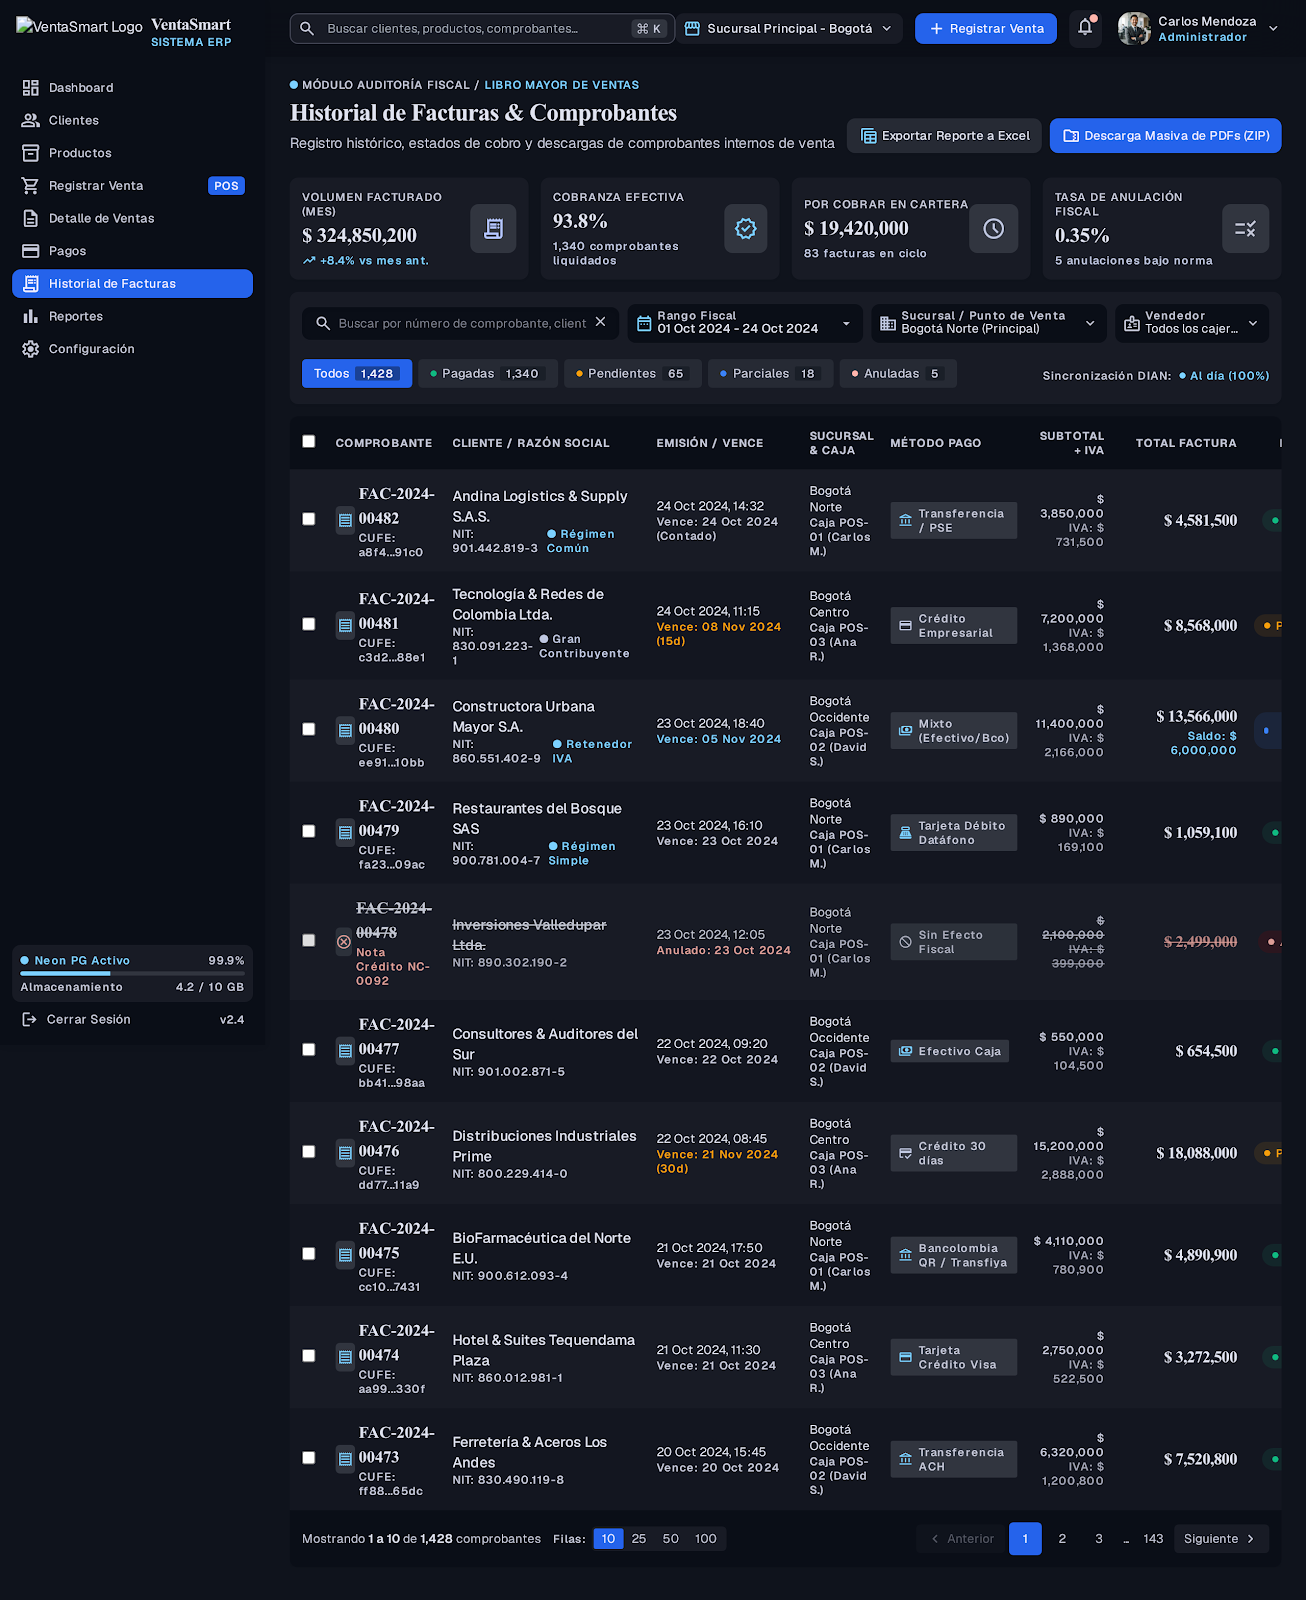 VentaSmart Logo
VentaSmart
SISTEMA ERP
Buscar clientes, productos, comprobantes...
⌘ K
Sucursal Principal - Bogotá
Registrar Venta
Carlos Mendoza
Administrador
Dashboard
Clientes
Productos
Registrar Venta
POS
Detalle de Ventas
Pagos
Historial de Facturas
Reportes
Configuración
Neon PG Activo
99.9%
Almacenamiento
4.2 / 10 GB
Cerrar Sesión
v2.4
MÓDULO AUDITORÍA FISCAL / LIBRO MAYOR DE VENTAS
Historial de Facturas & Comprobantes
Registro histórico, estados de cobro y descargas de comprobantes internos de venta
Exportar Reporte a Excel
Descarga Masiva de PDFs (ZIP)
VOLUMEN FACTURADO
(MES)
$ 324,850,200
+8.4% vs mes ant.
COBRANZA EFECTIVA
93.8%
1,340 comprobantes
liquidados
POR COBRAR EN CARTERA
$ 19,420,000
83 facturas en ciclo
TASA DE ANULACIÓN
FISCAL
0.35%
5 anulaciones bajo norma
Buscar por número de comprobante, client
Rango Fiscal
01 Oct 2024 - 24 Oct 2024
Sucursal / Punto de Venta
Bogotá Norte (Principal)
Vendedor
Todos los cajer...
Todos 1,428
Pagadas 1,340
Pendientes 65
Parciales 18
Anuladas 5
Sincronización DIAN: Al día (100%)
COMPROBANTE
CLIENTE / RAZÓN SOCIAL
EMISIÓN / VENCE
SUCURSAL
& CAJA
MÉTODO PAGO
SUBTOTAL
+ IVA
TOTAL FACTURA
FAC-2024-
00482
CUFE:
a8f4...91c0
Andina Logistics & Supply
S.A.S.
NIT:
901.442.819-3
Régimen
Común
24 Oct 2024, 14:32
Vence: 24 Oct 2024
(Contado)
Bogotá
Norte
Caja POS-
01 (Carlos
M.)
Transferencia
/ PSE
$
3,850,000
IVA: $
731,500
$ 4,581,500
FAC-2024-
00481
CUFE:
c3d2...88e1
Tecnología & Redes de
Colombia Ltda.
NIT:
830.091.223-
1
Gran
Contribuyente
24 Oct 2024, 11:15
Vence: 08 Nov 2024
(15d)
Bogotá
Centro
Caja POS-
03 (Ana
R.)
Crédito
Empresarial
$
7,200,000
IVA: $
1,368,000
$ 8,568,000
P
FAC-2024-
00480
CUFE:
ee91...10bb
Constructora Urbana
Mayor S.A.
NIT:
860.551.402-9
Retenedor
IVA
23 Oct 2024, 18:40
Vence: 05 Nov 2024
Bogotá
Occidente
Caja POS-
02 (David
S.)
Mixto
(Efectivo/Bco)
$
11,400,000
IVA: $
2,166,000
$ 13,566,000
Saldo: $
6,000,000
FAC-2024-
00479
CUFE:
fa23...09ac
Restaurantes del Bosque
SAS
NIT:
900.781.004-7
Régimen
Simple
23 Oct 2024, 16:10
Vence: 23 Oct 2024
Bogotá
Norte
Caja POS-
01 (Carlos
M.)
Tarjeta Débito
Datáfono
$ 890,000
IVA: $
169,100
$ 1,059,100
FAC-2024-
00478
Nota
Crédito NC-
0092
Inversiones Valledupar
Ltda.
NIT: 890.302.190-2
23 Oct 2024, 12:05
Anulado: 23 Oct 2024
Bogotá
Norte
Caja POS-
01 (Carlos
M.)
Sin Efecto
Fiscal
$
2,100,000
IVA: $
399,000
$ 2,499,000
FAC-2024-
00477
CUFE:
bb41...98aa
Consultores & Auditores del
Sur
NIT: 901.002.871-5
22 Oct 2024, 09:20
Vence: 22 Oct 2024
Bogotá
Occidente
Caja POS-
02 (David
S.)
Efectivo Caja
$ 550,000
IVA: $
104,500
$ 654,500
FAC-2024-
00476
CUFE:
dd77...11a9
Distribuciones Industriales
Prime
NIT: 800.229.414-0
22 Oct 2024, 08:45
Vence: 21 Nov 2024
(30d)
Bogotá
Centro
Caja POS-
03 (Ana
R.)
Crédito 30
días
$
15,200,000
IVA: $
2,888,000
$ 18,088,000
P
FAC-2024-
00475
CUFE:
cc10...7431
BioFarmacéutica del Norte
E.U.
NIT: 900.612.093-4
21 Oct 2024, 17:50
Vence: 21 Oct 2024
Bogotá
Norte
Caja POS-
01 (Carlos
M.)
Bancolombia
QR / Transfiya
$ 4,110,000
IVA: $
780,900
$ 4,890,900
FAC-2024-
00474
CUFE:
aa99...330f
Hotel & Suites Tequendama
Plaza
NIT: 860.012.981-1
21 Oct 2024, 11:30
Vence: 21 Oct 2024
Bogotá
Centro
Caja POS-
03 (Ana
R.)
Tarjeta
Crédito Visa
$
2,750,000
IVA: $
522,500
$ 3,272,500
FAC-2024-
00473
CUFE:
ff88...65dc
Ferretería & Aceros Los
Andes
NIT: 830.490.119-8
20 Oct 2024, 15:45
Vence: 20 Oct 2024
Bogotá
Occidente
Caja POS-
02 (David
S.)
Transferencia
ACH
$
6,320,000
IVA: $
1,200,800
$ 7,520,800
Mostrando 1 a 10 de 1,428 comprobantes
Filas: 10 25 50 100
Anterior 1 2 3 ... 143 Siguiente